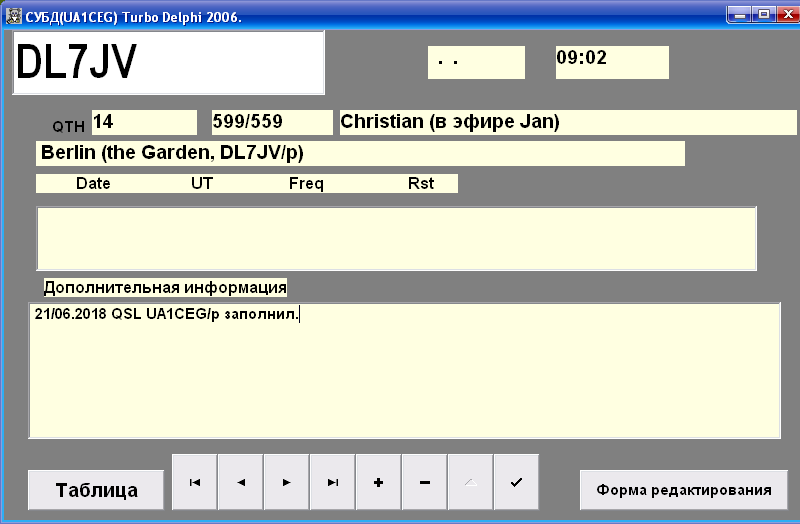 СУБД(UA1CEG) Turbo Delphi 2006.
DL7JV
. .
09:02
QTH 14 599/559 Christian (в эфире Jan)
Berlin (the Garden, DL7JV/p)
Date UT Freq Rst
Дополнительная информация
21/06.2018 QSL UA1CEG/p заполнил.
Таблица
Форма редактирования